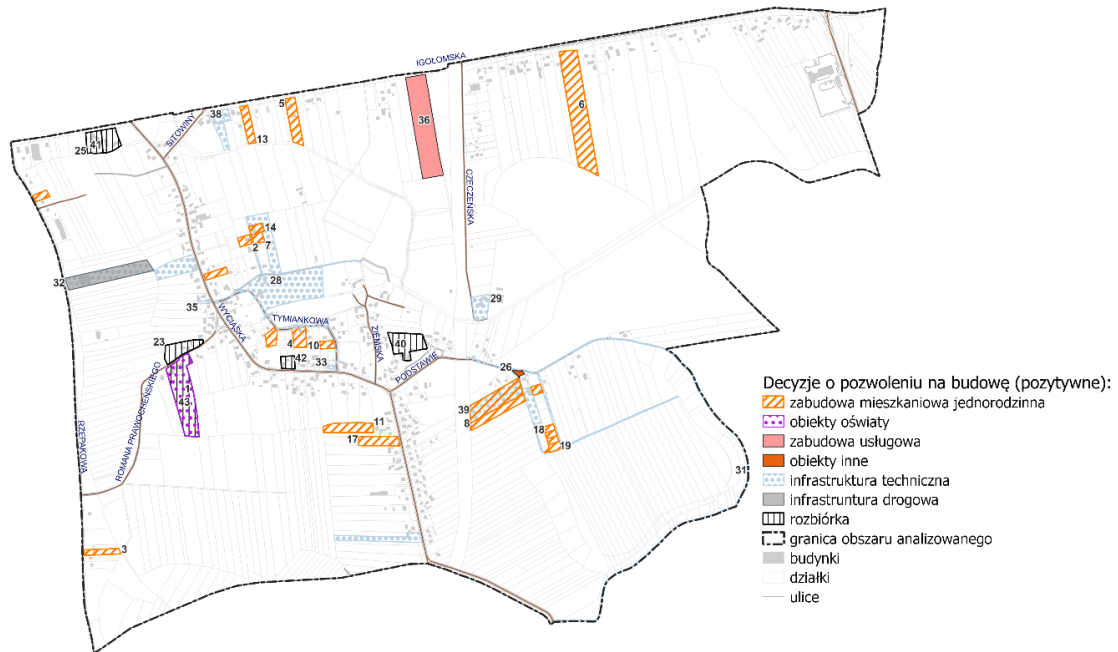 IGOŁOMSKA
5
6
38
36
13
41
25
SITOWINY
CZECZEŃSKA
14
2
7
32
28
29
35
WYCIĄSKA
TYMIANKOWA
ZIEMSKA
23
4
10
40
42
33
PODSTAWIE
26
1
43
39
8
11
17
18
19
31
RZEPAKOWA
ROMANA PRAWOCHEŃSKIEGO
3
Decyzje o pozwoleniu na budowę (pozytywne):
zabudowa mieszkaniowa jednorodzinna
obiekty oświaty
zabudowa usługowa
obiekty inne
infrastruktura techniczna
infrastruntura drogowa
rozbiórka
granica obszaru analizowanego
budynki
działki
ulice